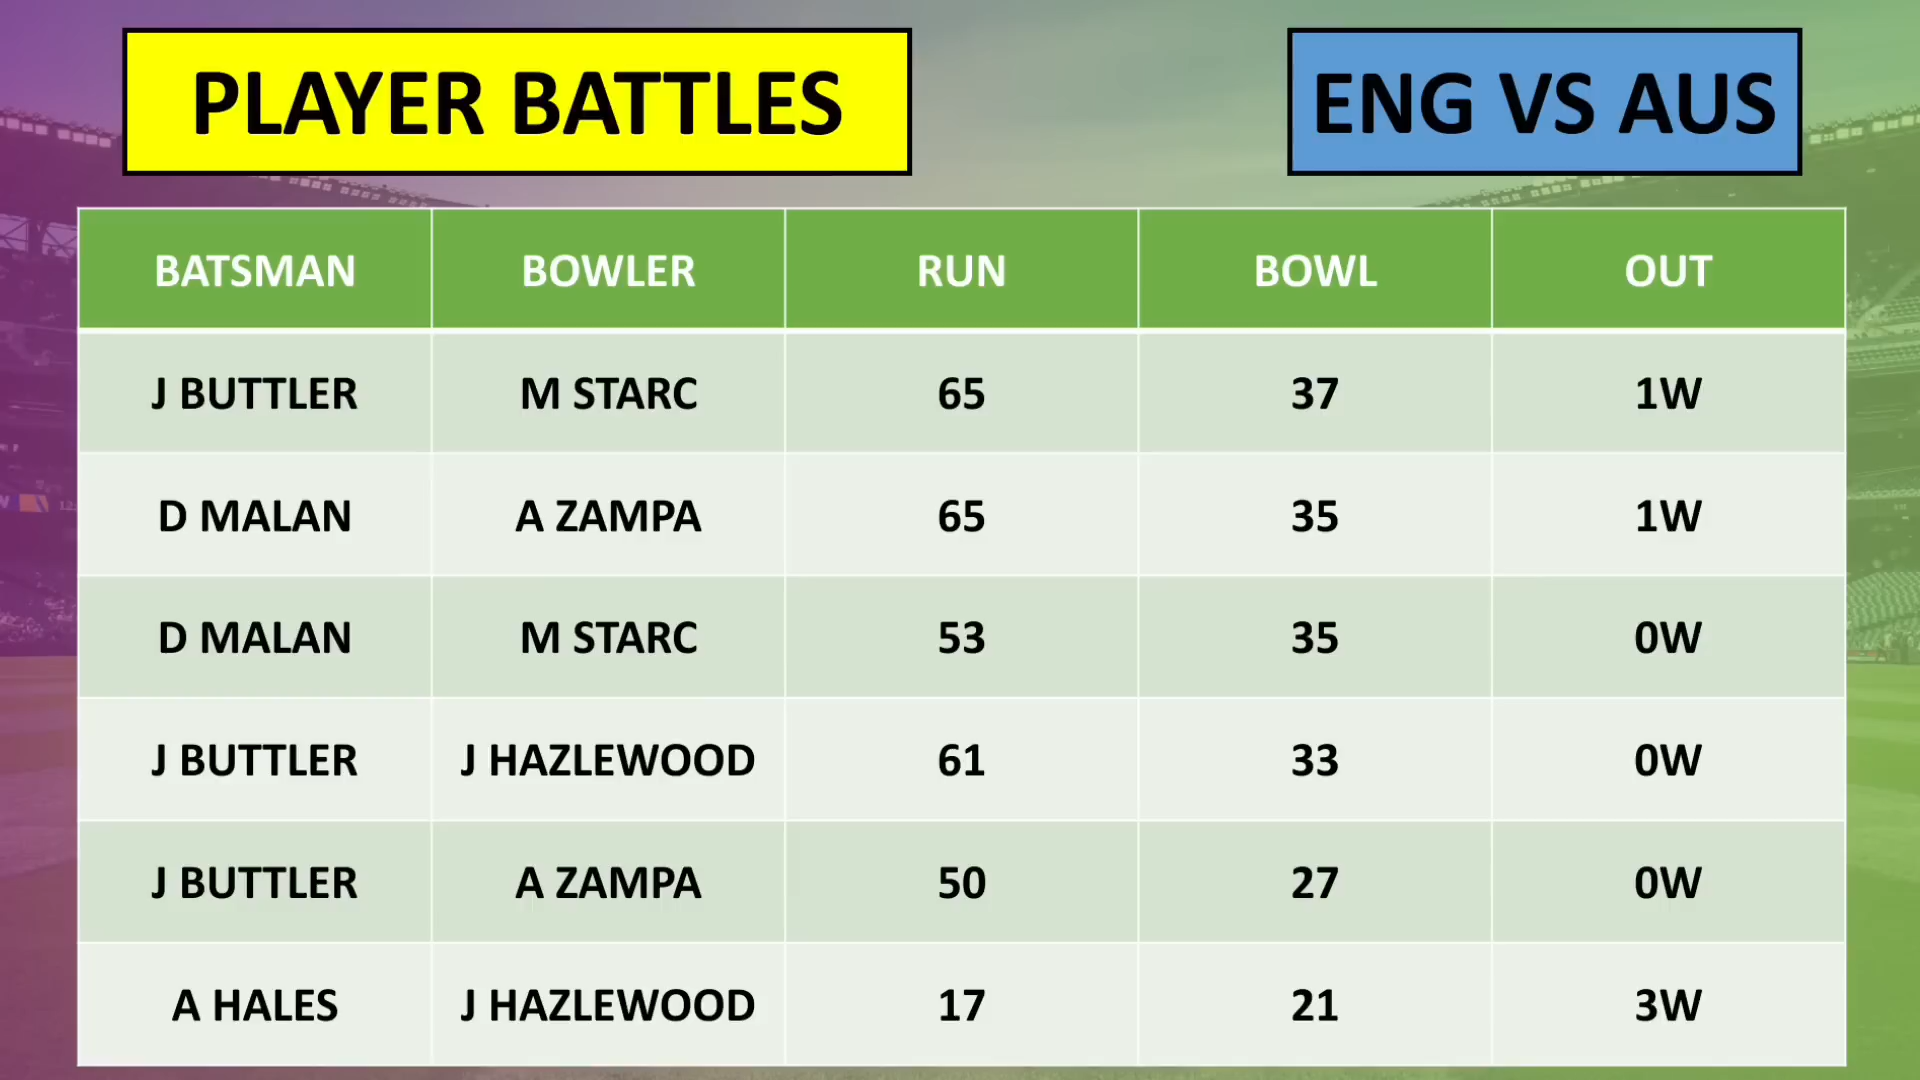 PLAYER BATTLES
ENG VS AUS
BATSMAN BOWLER RUN BOWL OUT
J BUTTLER M STARC 65 37 1W
D MALAN A ZAMPA 65 35 1W
D MALAN M STARC 53 35 0W
J BUTTLER J HAZLEWOOD 61 33 0W
J BUTTLER A ZAMPA 50 27 0W
A HALES J HAZLEWOOD 17 21 3W